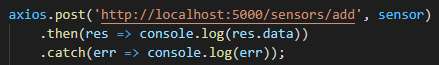 axios.post('http://localhost:5000/sensors/add', sensor)
.then(res => console.log(res.data))
.catch(err => console.log(err));